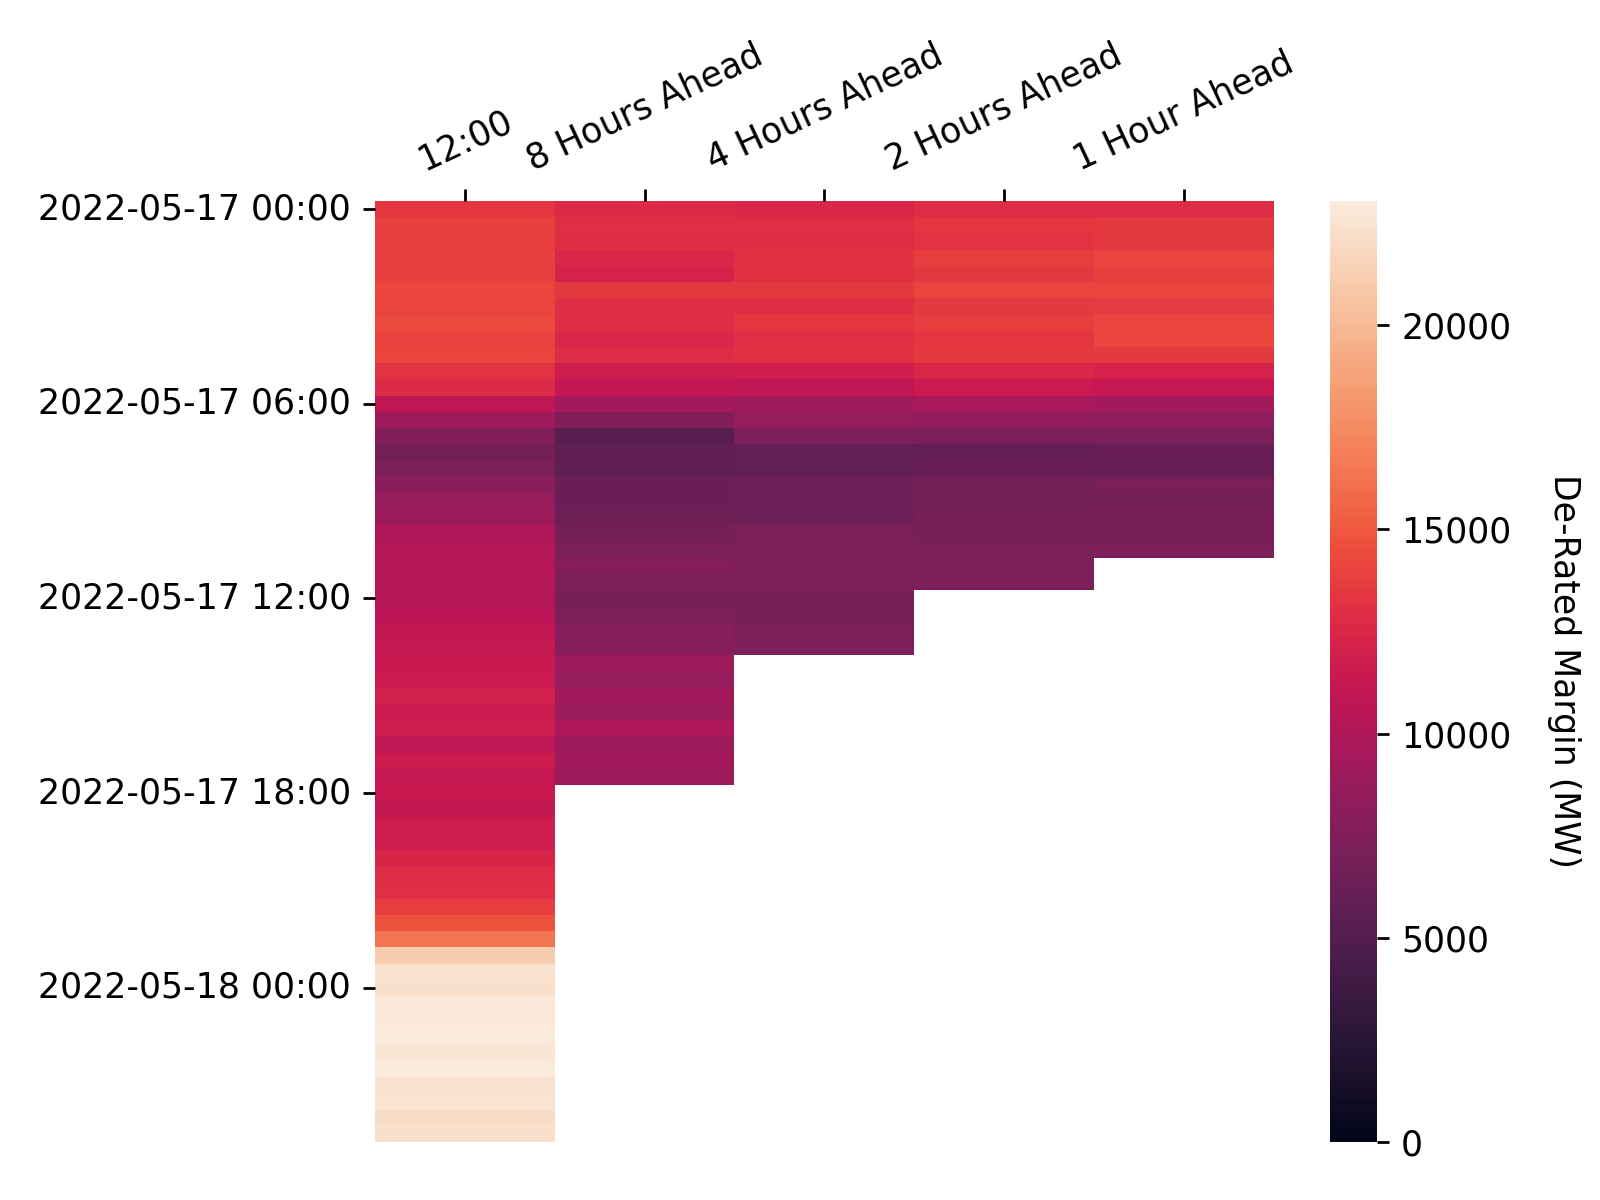 12:00
8 Hours Ahead
4 Hours Ahead
2 Hours Ahead
1 Hour Ahead
2022-05-17 00:00
2022-05-17 06:00
2022-05-17 12:00
2022-05-17 18:00
2022-05-18 00:00
20000
15000
10000
5000
0
De-Rated Margin (MW)